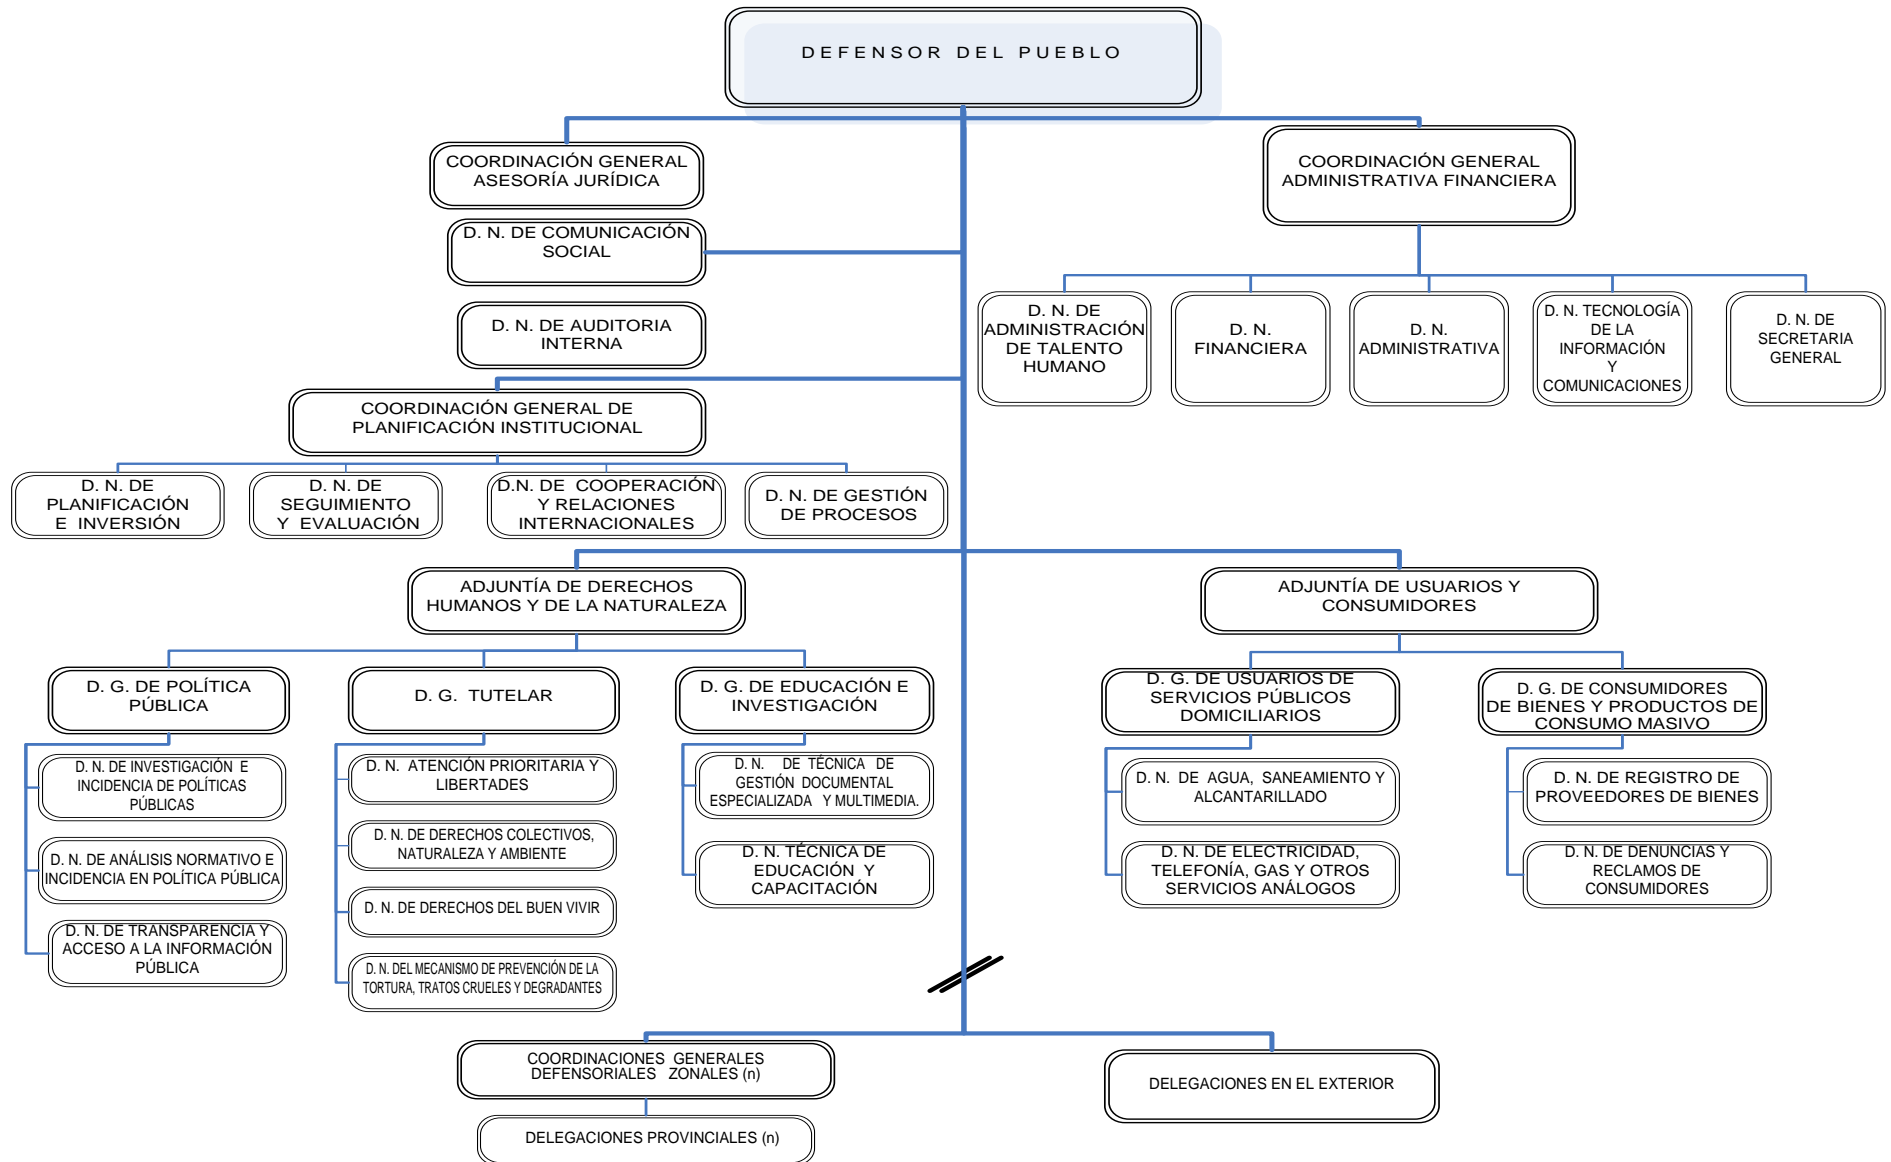 DEFENSOR DEL PUEBLO
COORDINACIÓN GENERAL
ASESORÍA JURÍDICA
COORDINACIÓN GENERAL
ADMINISTRATIVA FINANCIERA
D. N. DE COMUNICACIÓN
SOCIAL
D. N. DE AUDITORIA
INTERNA
D. N. DE
ADMINISTRACIÓN
DE TALENTO
HUMANO
D. N.
FINANCIERA
D. N.
ADMINISTRATIVA
D. N. TECNOLOGÍA
DE LA
INFORMACIÓN
Y
COMUNICACIONES
D. N. DE
SECRETARIA
GENERAL
COORDINACIÓN GENERAL DE
PLANIFICACIÓN INSTITUCIONAL
D. N. DE
PLANIFICACIÓN
E INVERSIÓN
D. N. DE
SEGUIMIENTO
Y EVALUACIÓN
D.N. DE COOPERACIÓN
Y RELACIONES
INTERNACIONALES
D. N. DE GESTIÓN
DE PROCESOS
ADJUNTÍA DE DERECHOS
HUMANOS Y DE LA NATURALEZA
ADJUNTÍA DE USUARIOS Y
CONSUMIDORES
D. G. DE POLÍTICA
PÚBLICA
D. G. TUTELAR
D. G. DE EDUCACIÓN E
INVESTIGACIÓN
D. G. DE USUARIOS DE
SERVICIOS PÚBLICOS
DOMICILIARIOS
D. G. DE CONSUMIDORES
DE BIENES Y PRODUCTOS DE
CONSUMO MASIVO
D. N. DE INVESTIGACIÓN E
INCIDENCIA DE POLÍTICAS
PÚBLICAS
D. N. ATENCIÓN PRIORITARIA Y
LIBERTADES
D. N. DE TÉCNICA DE
GESTIÓN DOCUMENTAL
ESPECIALIZADA Y MULTIMEDIA.
D. N. DE AGUA, SANEAMIENTO Y
ALCANTARILLADO
D. N. DE REGISTRO DE
PROVEEDORES DE BIENES
D. N. DE ANÁLISIS NORMATIVO E
INCIDENCIA EN POLÍTICA PÚBLICA
D. N. DE DERECHOS COLECTIVOS,
NATURALEZA Y AMBIENTE
D. N. TÉCNICA DE
EDUCACIÓN Y
CAPACITACIÓN
D. N. DE ELECTRICIDAD,
TELEFONÍA, GAS Y OTROS
SERVICIOS ANÁLOGOS
D. N. DE DENUNCIAS Y
RECLAMOS DE
CONSUMIDORES
D. N. DE TRANSPARENCIA Y
ACCESO A LA INFORMACIÓN
PÚBLICA
D. N. DE DERECHOS DEL BUEN VIVIR
D. N. DEL MECANISMO DE PREVENCIÓN DE LA
TORTURA, TRATOS CRUELES Y DEGRADANTES
COORDINACIONES GENERALES
DEFENSORIALES ZONALES (n)
DELEGACIONES EN EL EXTERIOR
DELEGACIONES PROVINCIALES (n)